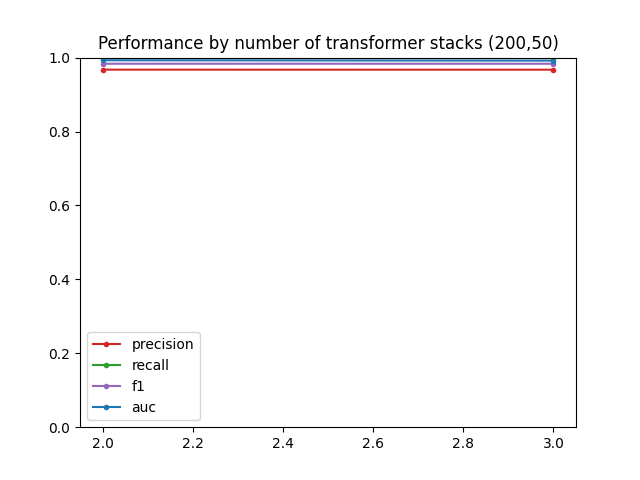 Performance by number of transformer stacks (200,50)
1.0
0.8
0.6
0.4
0.2
0.0
precision
recall
f1
auc
2.0 2.2 2.4 2.6 2.8 3.0